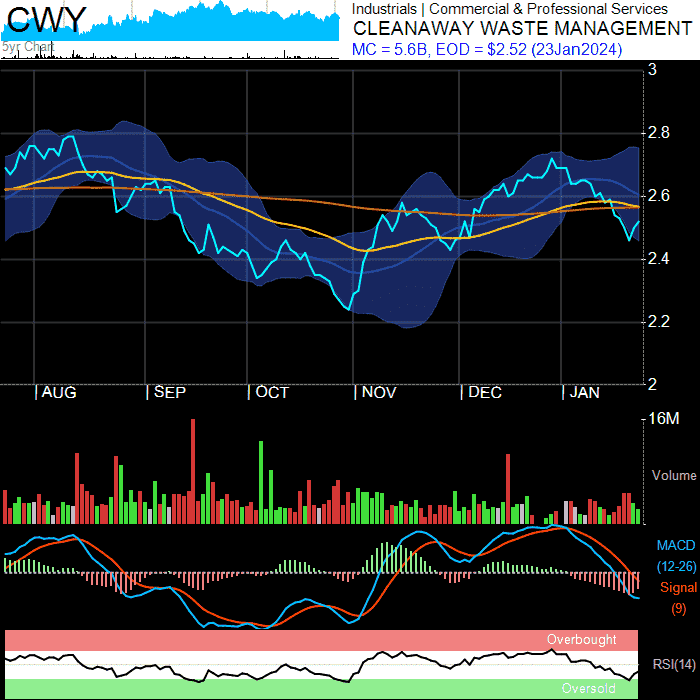 CWY
5yr Chart
Industrials | Commercial & Professional Services
CLEANAWAY WASTE MANAGEMENT
MC = 5.6B, EOD = $2.52 (23Jan2024)
3
2.8
2.6
2.4
2.2
2
AUG
SEP
OCT
NOV
DEC
JAN
16M
Volume
MACD
(12-26)
Signal
(9)
Overbought
RSI(14)
Oversold